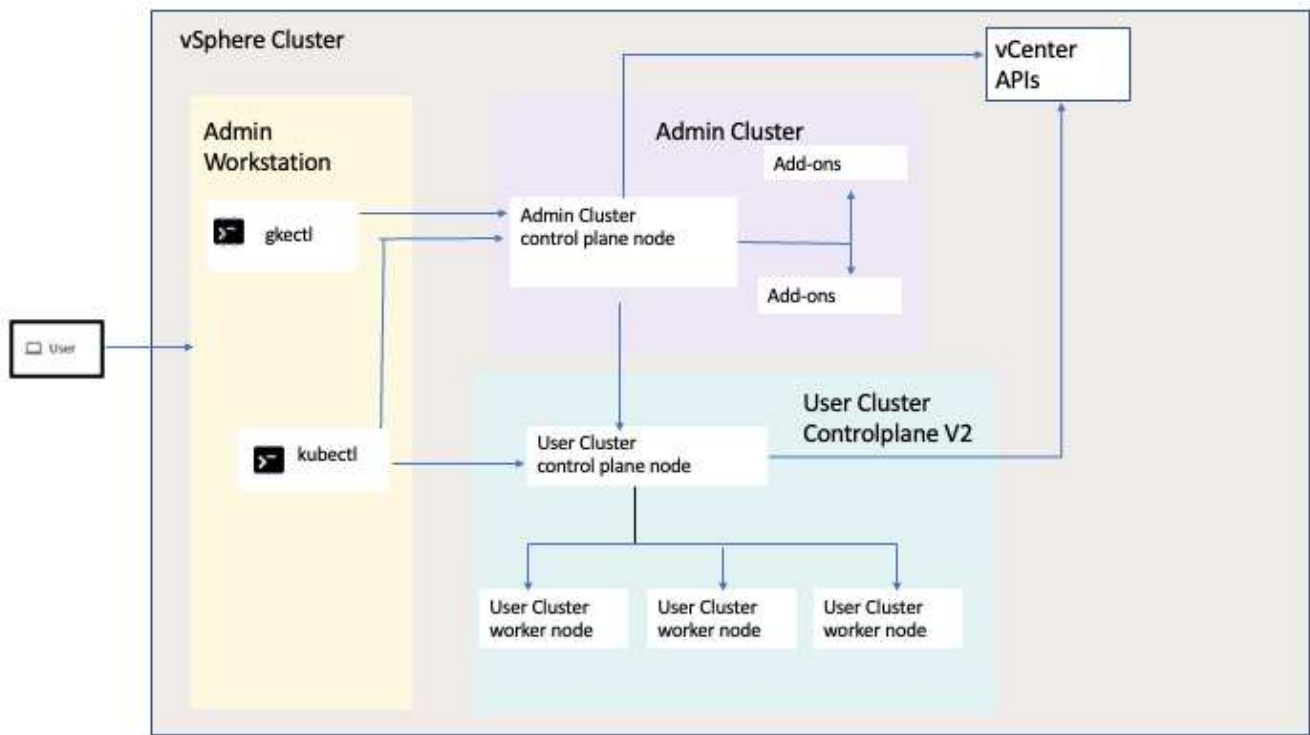 vSphere Cluster
vCenter
APIs
Admin
Workstation
Admin Cluster
Add-ons
gkectl
Admin Cluster
control plane node
Add-ons
User
User Cluster
Controlplane V2
kubectl
User Cluster
control plane node
User Cluster
worker node
User Cluster
worker node
User Cluster
worker node